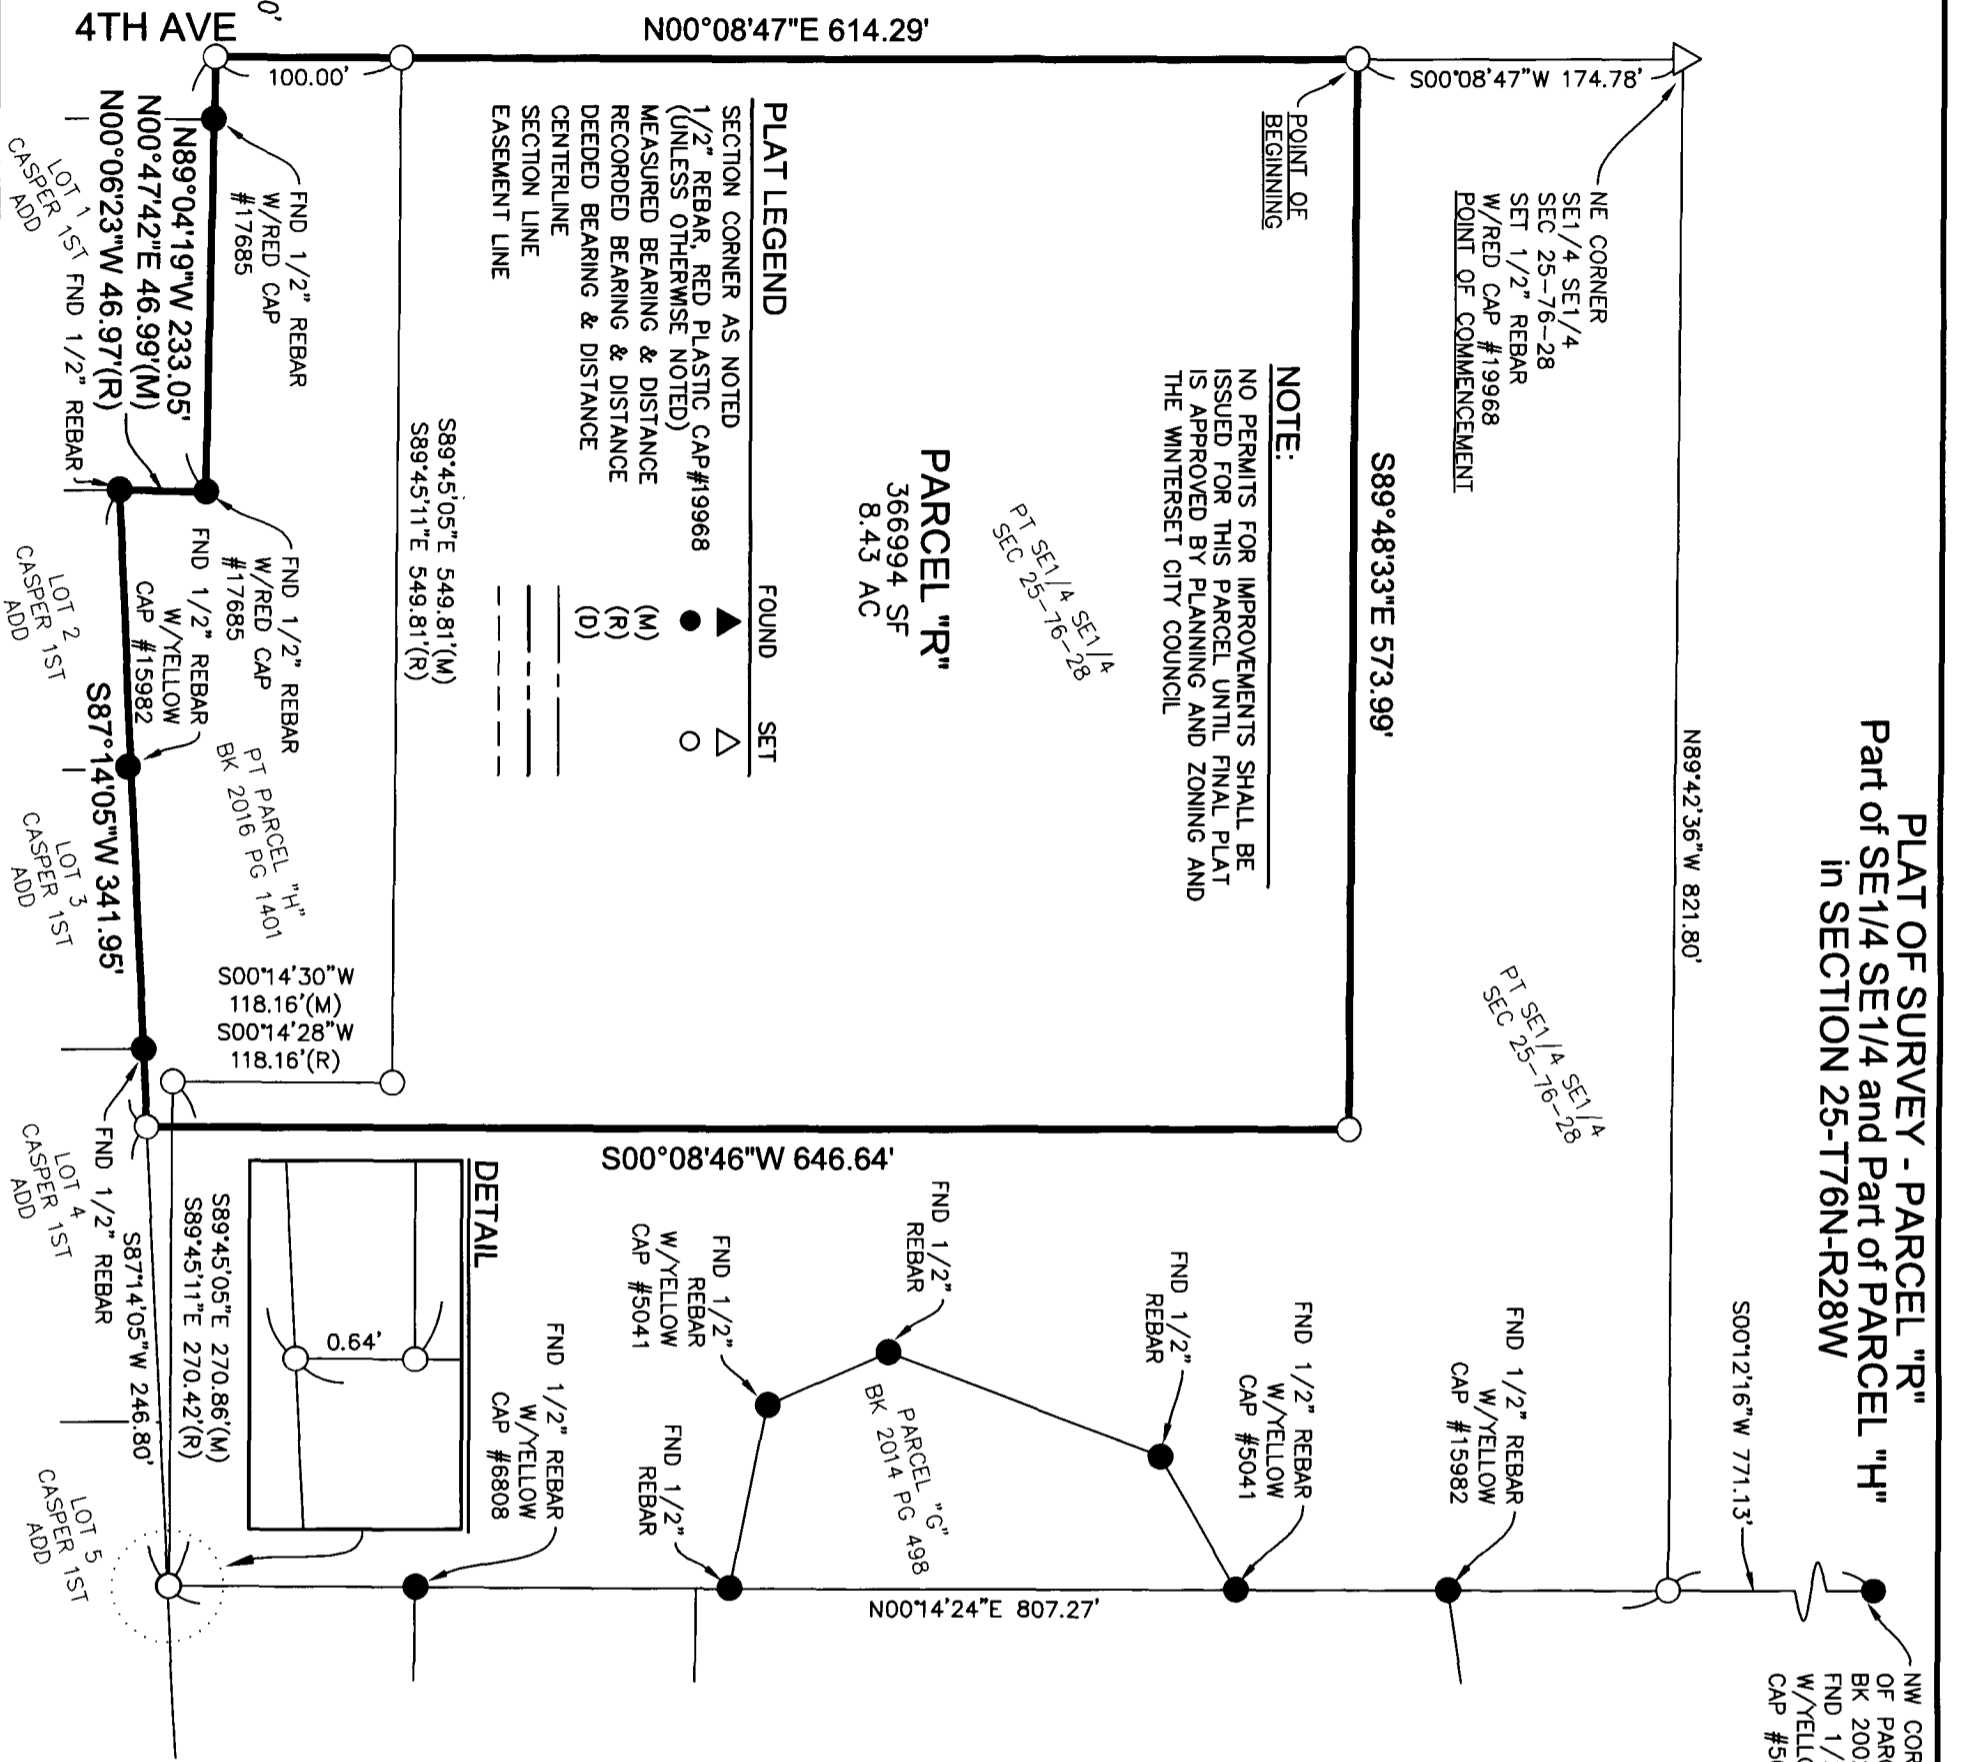 PLAT OF SURVEY - PARCEL "R"
Part of SE1/4 SE1/4 and Part of PARCEL "H"
in SECTION 25-T76N-R28W
4TH AVE
0'
N00°08'47"E 614.29'
100.00'
S00°08'47"W 174.78'
NE CORNER
SE1/4 SE1/4
SEC 25-76-28
SET 1/2" REBAR
W/RED CAP #19968
POINT OF COMMENCEMENT
POINT OF
BEGINNING
N89°42'36"W 821.80'
S00°12'16"W 771.13'
NW COR
OF PARC
BK 200
FND 1/
W/YELL
CAP #5
S89°48'33"E 573.99'
PT SE1/4 SE1/4
SEC 25-76-28
NOTE:
NO PERMITS FOR IMPROVEMENTS SHALL BE
ISSUED FOR THIS PARCEL UNTIL FINAL PLAT
IS APPROVED BY PLANNING AND ZONING AND
THE WINTERSET CITY COUNCIL
PT SE1/4 SE1/4
SEC 25-76-28
PARCEL "R"
366994 SF
8.43 AC
PLAT LEGEND
FOUND
SET
SECTION CORNER AS NOTED
1/2" REBAR, RED PLASTIC CAP#19968
(UNLESS OTHERWISE NOTED)
MEASURED BEARING & DISTANCE
(M)
RECORDED BEARING & DISTANCE
(R)
DEEDED BEARING & DISTANCE
(D)
CENTERLINE
SECTION LINE
EASEMENT LINE
S89°45'05"E 549.81'(M)
S89°45'11"E 549.81'(R)
FND 1/2" REBAR
W/RED CAP
#17685
N89°04'19"W 233.05'
N00°47'42"E 46.99'(M)
N00°06'23"W 46.97'(R)
FND 1/2" REBAR
LOT 1
CASPER 1ST
ADD
FND 1/2" REBAR
W/RED CAP
#17685
FND 1/2" REBAR
W/YELLOW
CAP #15982
LOT 2
CASPER 1ST
ADD
S87°14'05"W 341.95'
PT PARCEL "H"
BK 2016 PG 1401
LOT 3
CASPER 1ST
ADD
S00°14'30"W
118.16'(M)
S00°14'28"W
118.16'(R)
S00°08'46"W 646.64'
FND 1/2" REBAR
LOT 4
CASPER 1ST
ADD
S89°45'05"E 270.86'(M)
S89°45'11"E 270.42'(R)
S87°14'05"W 246.80'
DETAIL
0.64'
LOT 5
CASPER 1ST
ADD
FND 1/2" REBAR
W/YELLOW
CAP #6808
FND 1/2"
REBAR
FND 1/2"
REBAR
W/YELLOW
CAP #5041
FND 1/2"
REBAR
PARCEL "G"
BK 2014 PG 498
FND 1/2"
REBAR
FND 1/2" REBAR
W/YELLOW
CAP #5041
FND 1/2" REBAR
W/YELLOW
CAP #15982
N00°14'24"E 807.27'